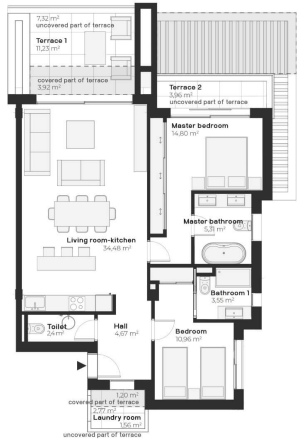 7,32 m²
uncovered part of terrace
Terrace 1
11,23 m²
covered part of terrace
3,92 m²
Terrace 2
3,96 m²
uncovered part of terrace
Master bedroom
14,80 m²
Master bathroom
5,31 m²
Living room-kitchen
34,48 m²
Bathroom 1
3,55 m²
Toilet
2,4 m²
Hall
4,67 m²
Bedroom
10,96 m²
1,20 m²
covered part of terrace
2,77 m²
Laundry room
1,56 m²
uncovered part of terrace